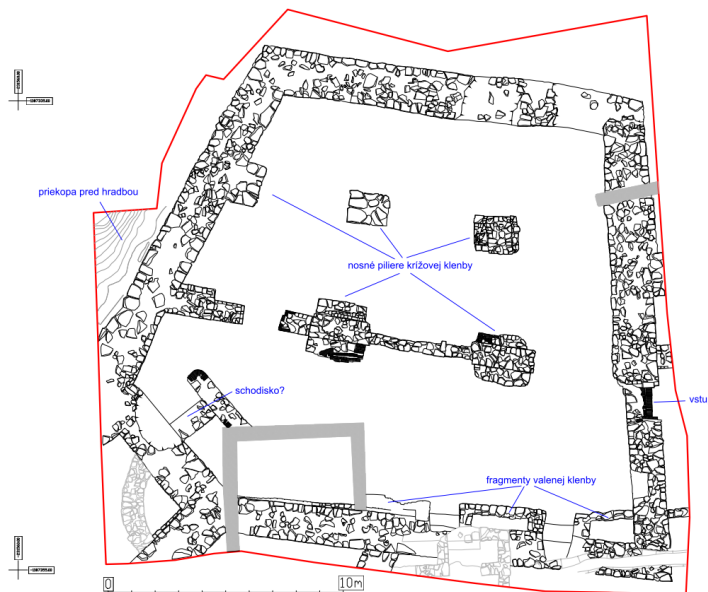 priekopa pred hradbou
nosné piliere krížovej klenby
schodisko?
vstu
fragmenty valenej klenby
0
10m